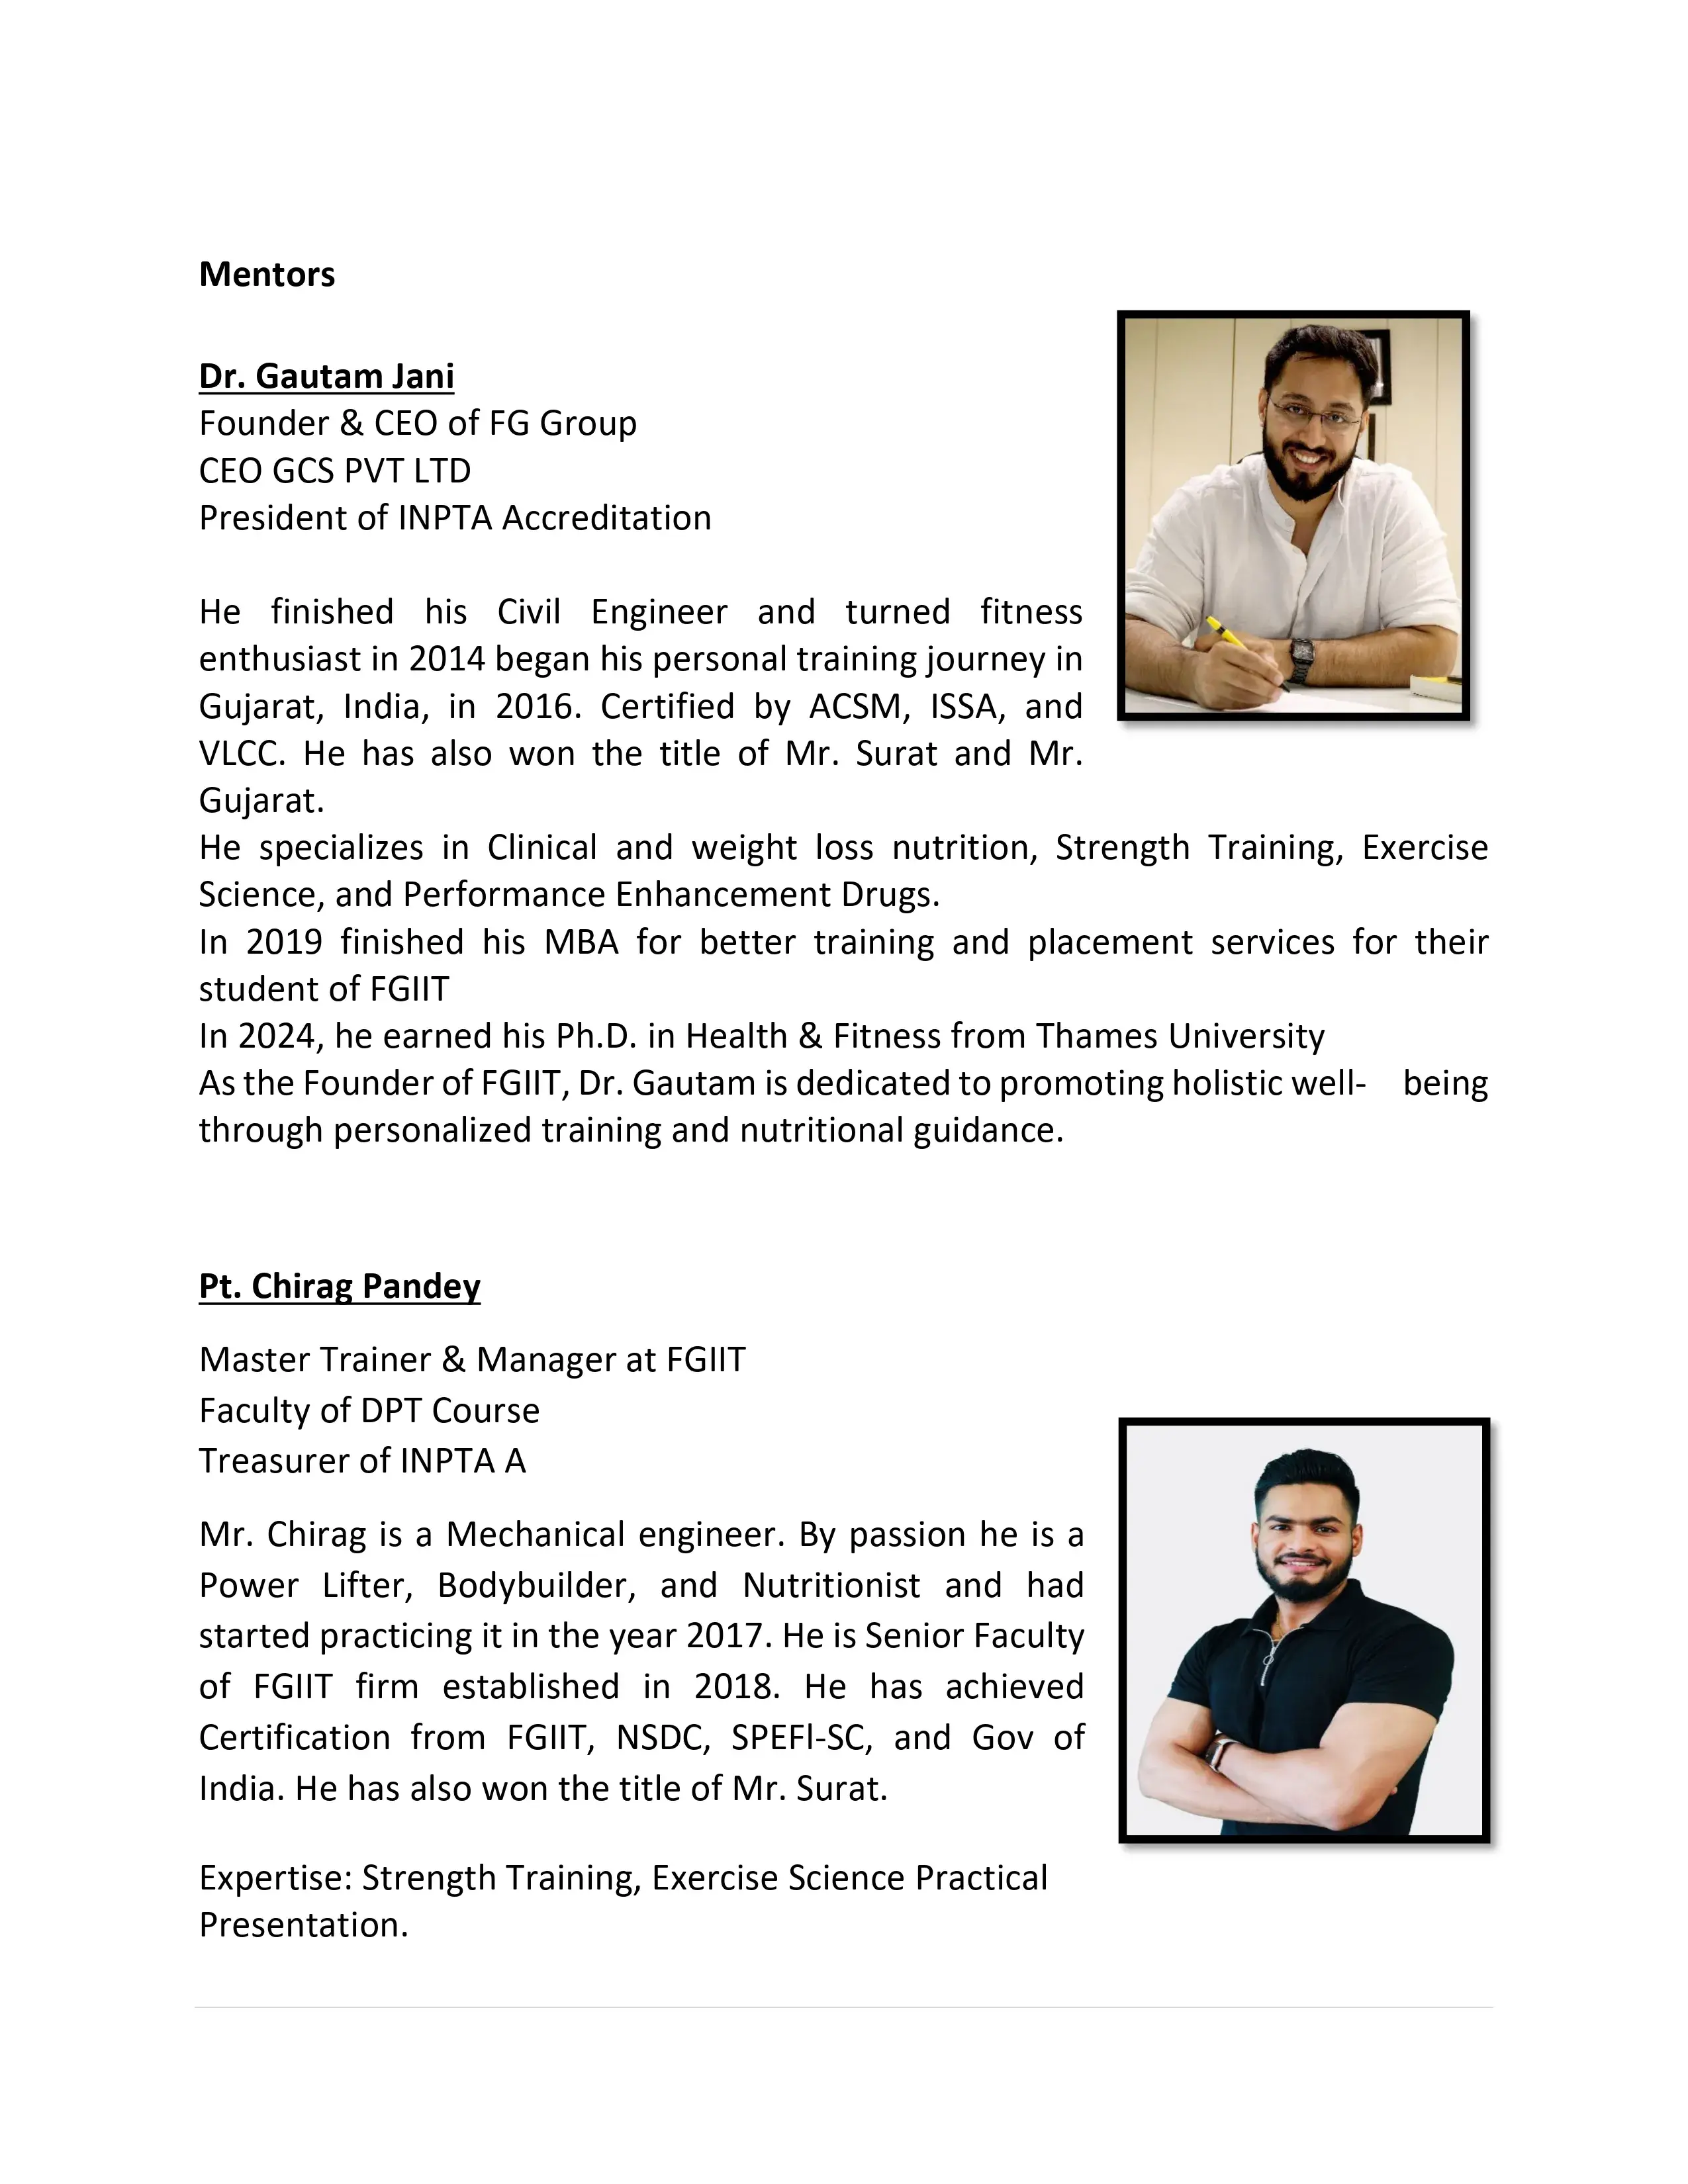 Mentors
Dr. Gautam Jani
Founder & CEO of FG Group
CEO GCS PVT LTD
President of INPTA Accreditation
He finished his Civil Engineer and turned fitness
enthusiast in 2014 began his personal training journey in
Gujarat, India, in 2016. Certified by ACSM, ISSA, and
VLCC. He has also won the title of Mr. Surat and Mr.
Gujarat.
He specializes in Clinical and weight loss nutrition, Strength Training, Exercise
Science, and Performance Enhancement Drugs.
In 2019 finished his MBA for better training and placement services for their
student of FGIIT
In 2024, he earned his Ph.D. in Health & Fitness from Thames University
As the Founder of FGIIT, Dr. Gautam is dedicated to promoting holistic well- being
through personalized training and nutritional guidance.
Pt. Chirag Pandey
Master Trainer & Manager at FGIIT
Faculty of DPT Course
Treasurer of INPTA A
Mr. Chirag is a Mechanical engineer. By passion he is a
Power Lifter, Bodybuilder, and Nutritionist and had
started practicing it in the year 2017. He is Senior Faculty
of FGIIT firm established in 2018. He has achieved
Certification from FGIIT, NSDC, SPEFl-SC, and Gov of
India. He has also won the title of Mr. Surat.
Expertise: Strength Training, Exercise Science Practical
Presentation.